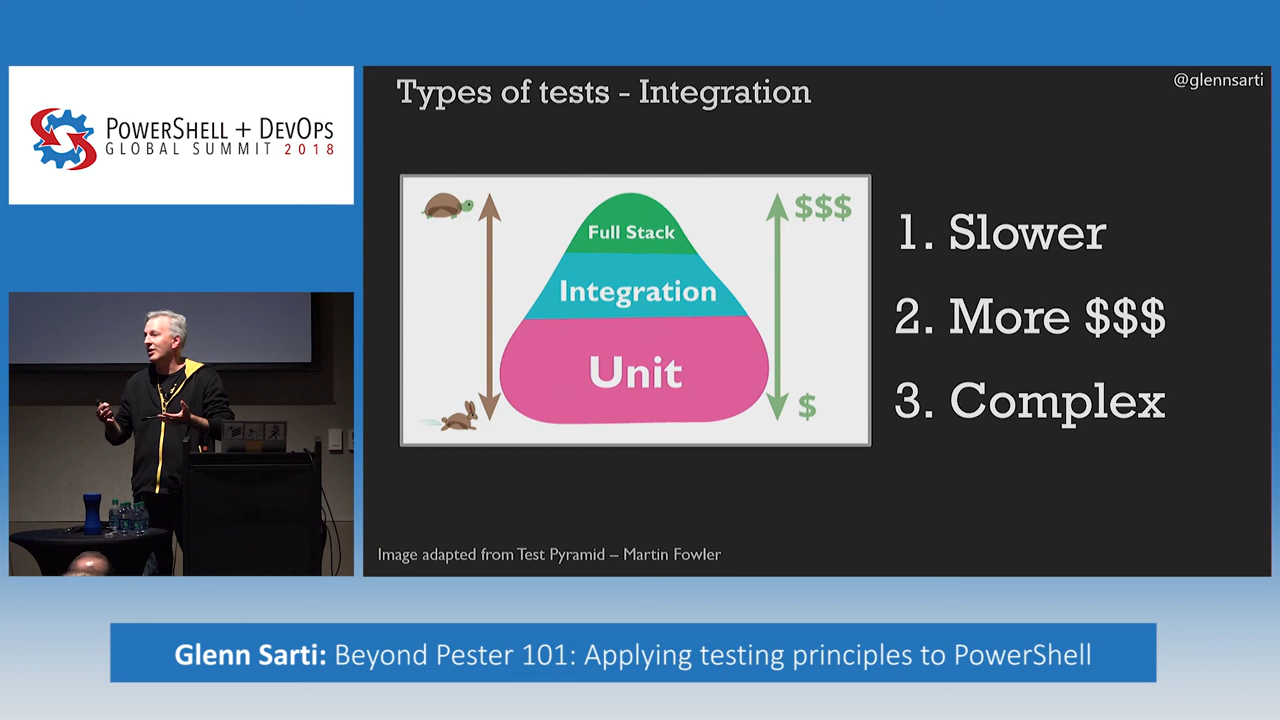 POWERSHELL + DEVOPS
GLOBAL SUMMIT 2018
Types of tests - Integration
@glennsarti
$$$
Full Stack
Integration
Unit
$
1. Slower
2. More $$$
3. Complex
Image adapted from Test Pyramid – Martin Fowler
Glenn Sarti: Beyond Pester 101: Applying testing principles to PowerShell